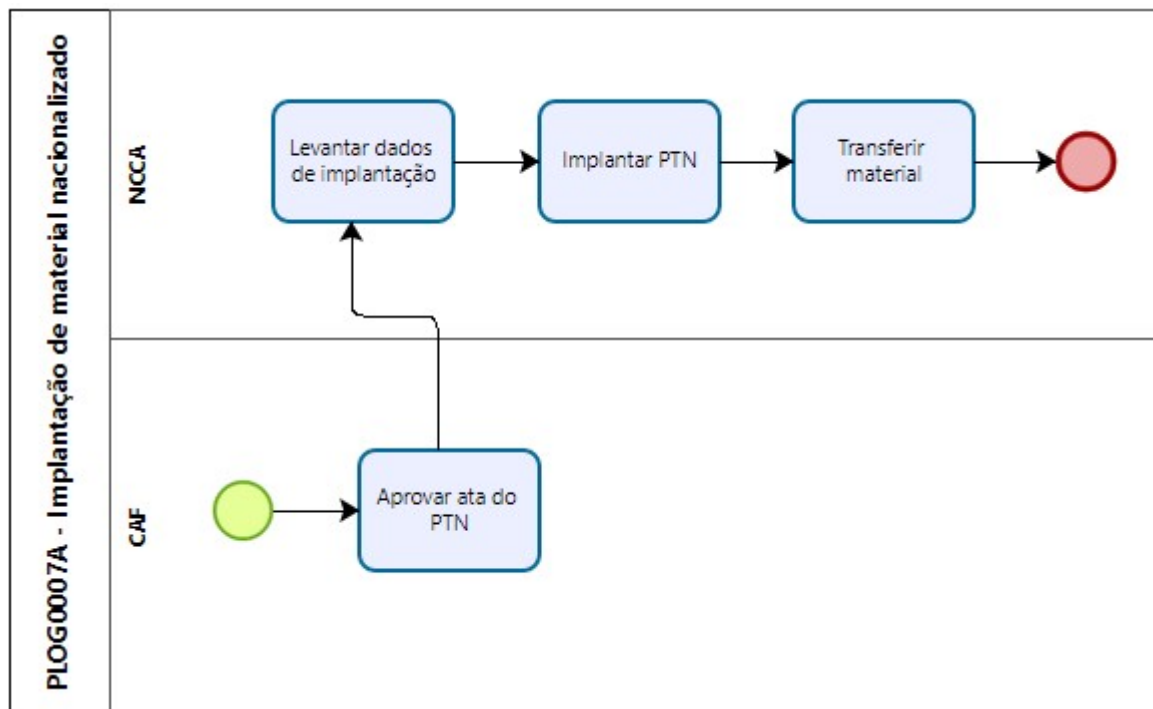 PLOG0007A - Implantação de material nacionalizado
NCCA
Levantar dados
de implantação
Implantar PTN
Transferir
material
CAF
Aprovar ata do
PTN